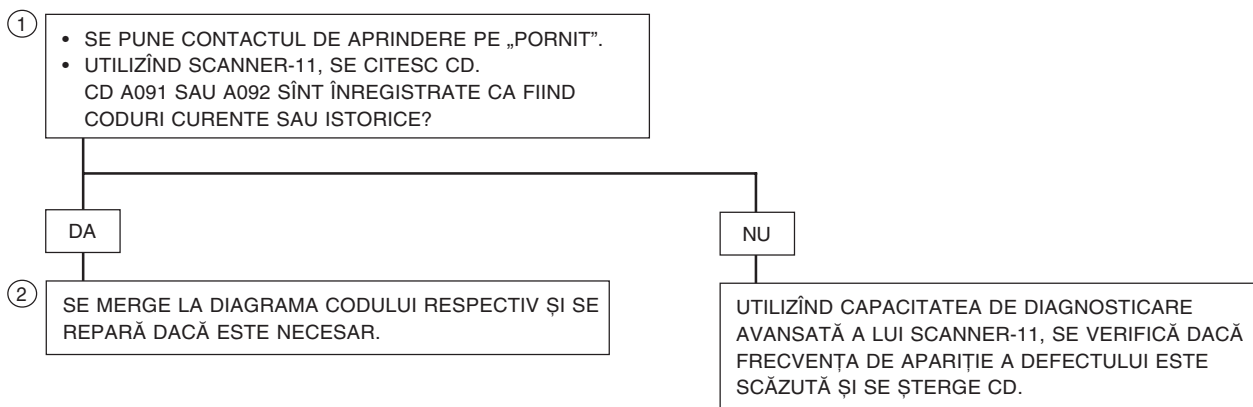 1
• SE PUNE CONTACTUL DE APRINDERE PE „PORNIT”.
• UTILIZÎND SCANNER-11, SE CITESC CD.
CD A091 SAU A092 SÎNT ÎNREGISTRATE CA FIIND
CODURI CURENTE SAU ISTORICE?
DA
NU
2
SE MERGE LA DIAGRAMA CODULUI RESPECTIV ȘI SE
REPARĂ DACĂ ESTE NECESAR.
UTILIZÎND CAPACITATEA DE DIAGNOSTICARE
AVANSATĂ A LUI SCANNER-11, SE VERIFICĂ DACĂ
FRECVENȚA DE APARIȚIE A DEFECTULUI ESTE
SCĂZUTĂ ȘI SE ȘTERGE CD.